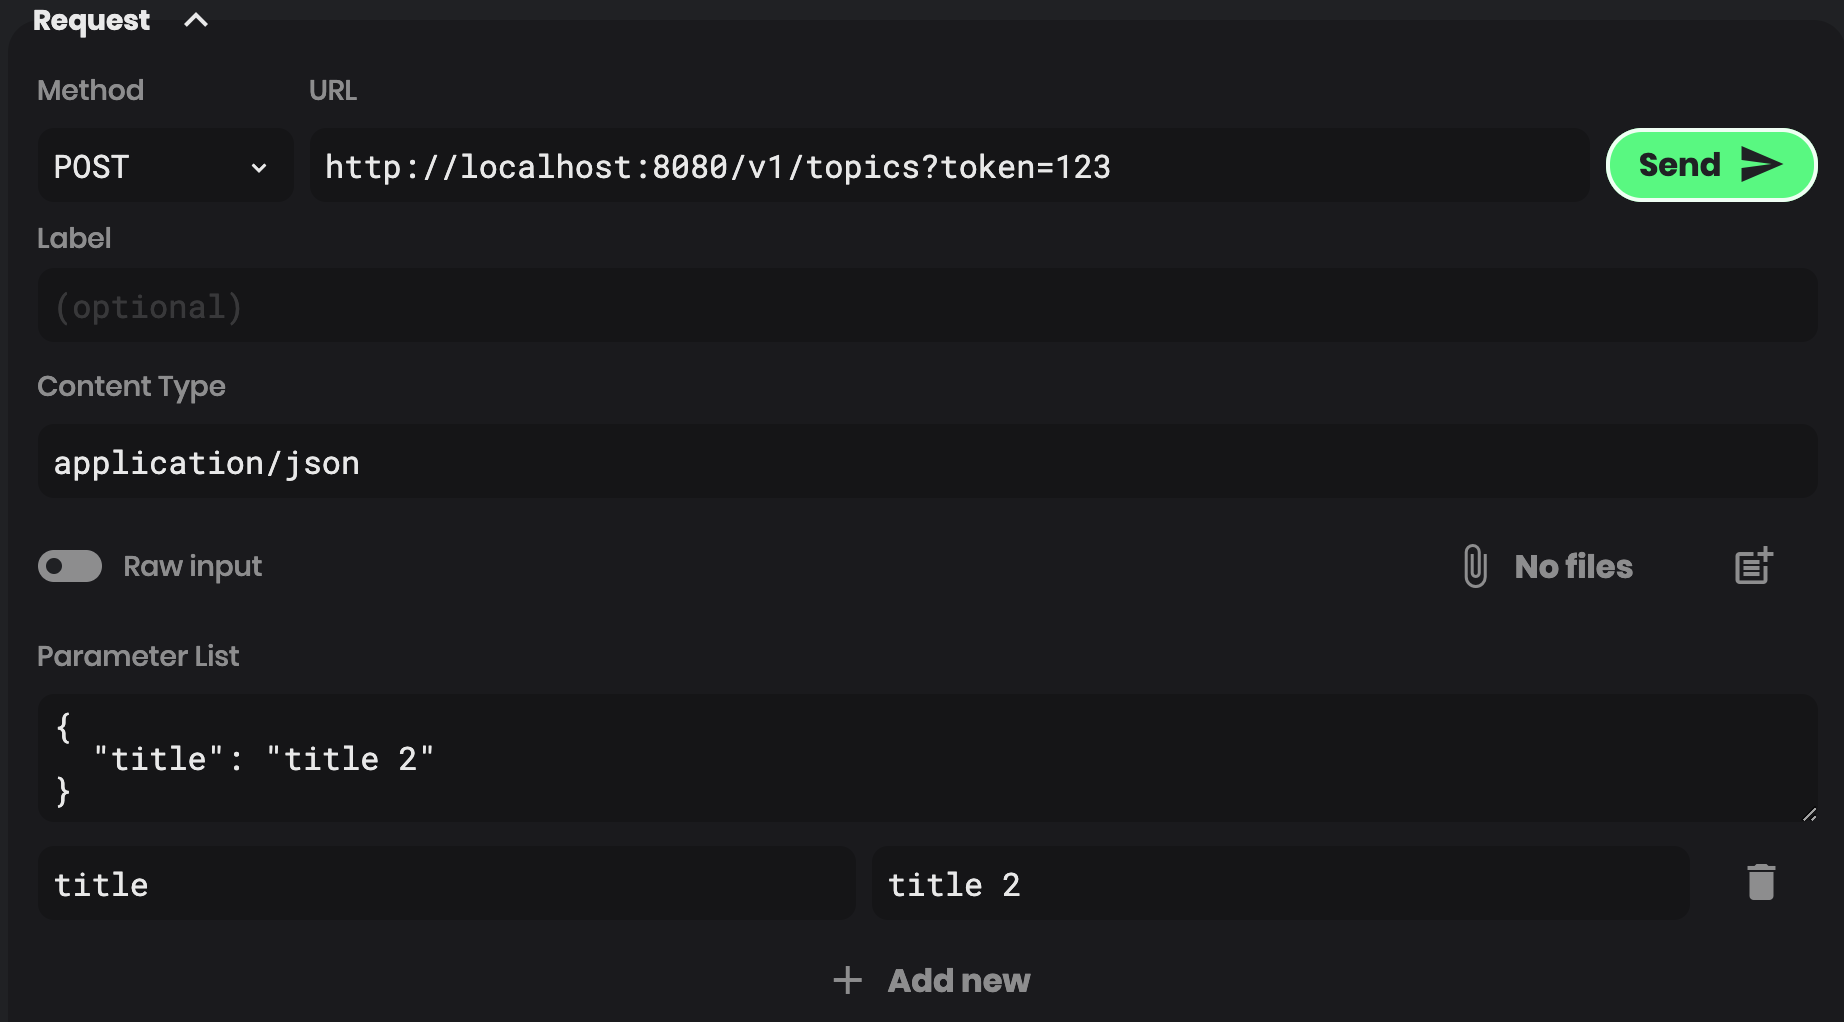 Request
Method URL
POST http://localhost:8080/v1/topics?token=123 Send
Label
(optional)
Content Type
application/json
Raw input No files
Parameter List
{
  "title": "title 2"
}
title title 2
Add new